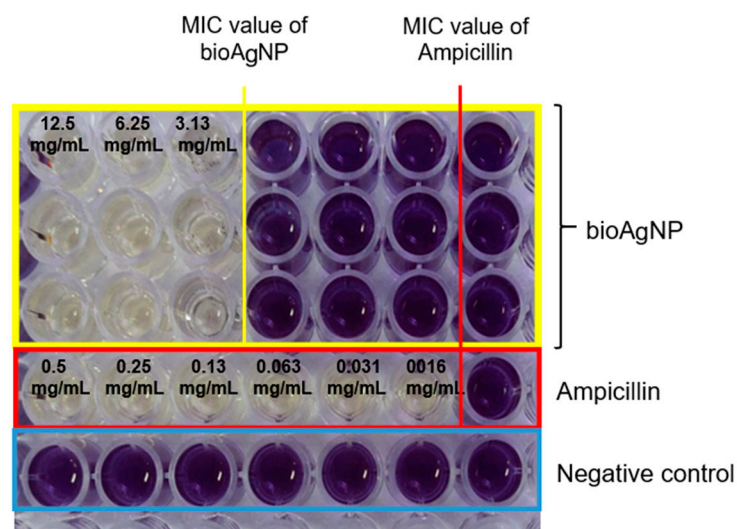 MIC value of
bioAgNP
MIC value of
Ampicillin
12.5
mg/mL
6.25
mg/mL
3.13
mg/mL
bioAgNP
0.5
mg/mL
0.25
mg/mL
0.13
mg/mL
0.063
mg/mL
0.031
mg/mL
0016
mg/mL
Ampicillin
Negative control